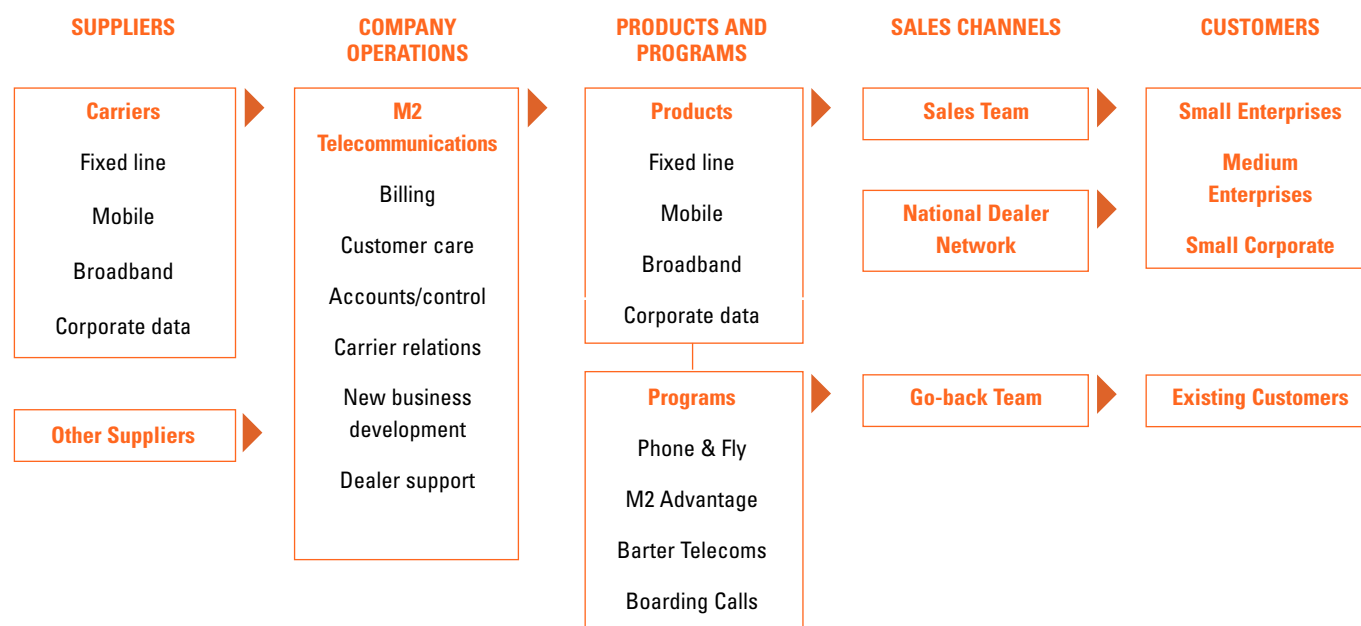 SUPPLIERS
COMPANY
OPERATIONS
PRODUCTS AND
PROGRAMS
SALES CHANNELS
CUSTOMERS
Carriers
Fixed line
Mobile
Broadband
Corporate data
Other Suppliers
M2
Telecommunications
Billing
Customer care
Accounts/control
Carrier relations
New business
development
Dealer support
Products
Fixed line
Mobile
Broadband
Corporate data
Programs
Phone & Fly
M2 Advantage
Barter Telecoms
Boarding Calls
Sales Team
National Dealer
Network
Go-back Team
Small Enterprises
Medium
Enterprises
Small Corporate
Existing Customers